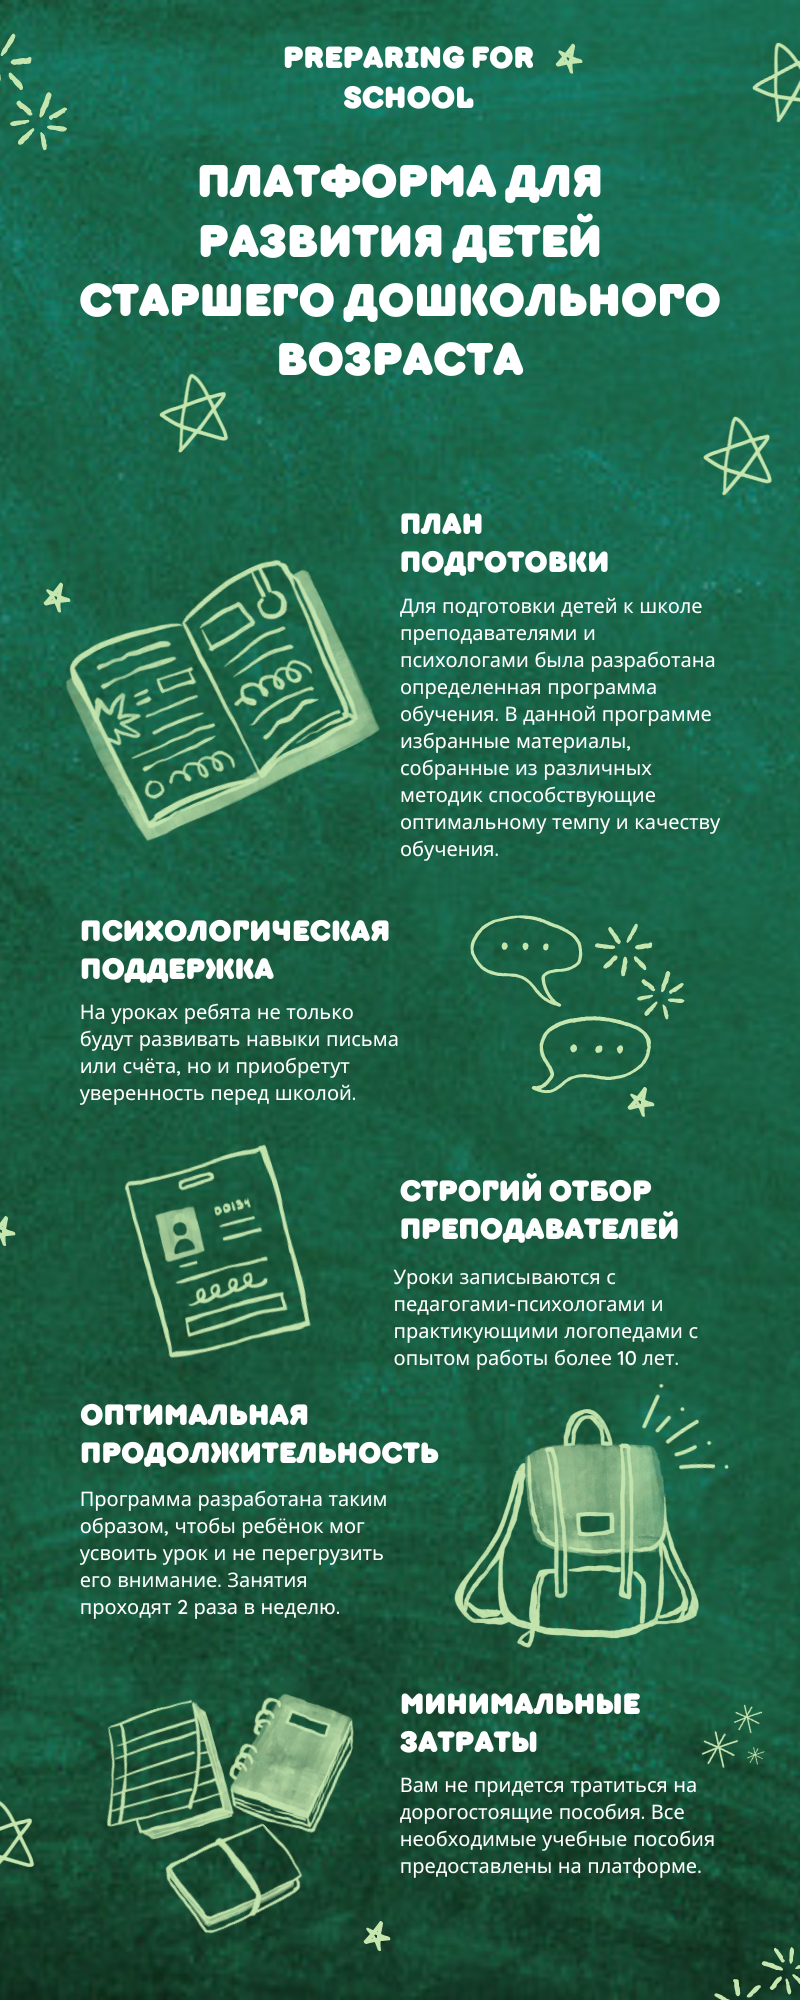 PREPARING FOR
SCHOOL
ПЛАТФОРМА ДЛЯ
РАЗВИТИЯ ДЕТЕЙ
СТАРШЕГО ДОШКОЛЬНОГО
ВОЗРАСТА
ПЛАН
ПОДГОТОВКИ
Для подготовки детей к школе
преподавателями и
психологами была разработана
определенная программа
обучения. В данной программе
избранные материалы,
собранные из различных
методик способствующие
оптимальному темпу и качеству
обучения.
ПСИХОЛОГИЧЕСКАЯ
ПОДДЕРЖКА
На уроках ребята не только
будут развивать навыки письма
или счёта, но и приобретут
уверенность перед школой.
СТРОГИЙ ОТБОР
ПРЕПОДАВАТЕЛЕЙ
Уроки записываются с
педагогами-психологами и
практикующими логопедами с
опытом работы более 10 лет.
ОПТИМАЛЬНАЯ
ПРОДОЛЖИТЕЛЬНОСТЬ
Программа разработана таким
образом, чтобы ребёнок мог
усвоить урок и не перегрузить
его внимание. Занятия
проходят 2 раза в неделю.
МИНИМАЛЬНЫЕ
ЗАТРАТЫ
Вам не придется тратиться на
дорогостоящие пособия. Все
необходимые учебные пособия
предоставлены на платформе.